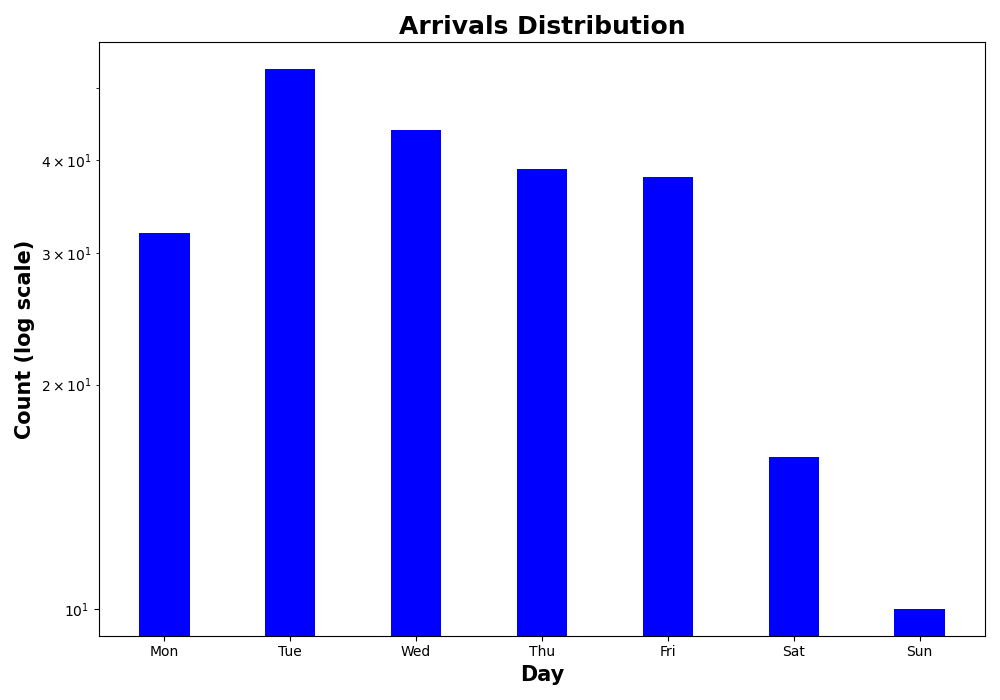 Arrivals Distribution
Count (log scale)
4 × 10¹
3 × 10¹
2 × 10¹
10¹
Mon Tue Wed Thu Fri Sat Sun
Day